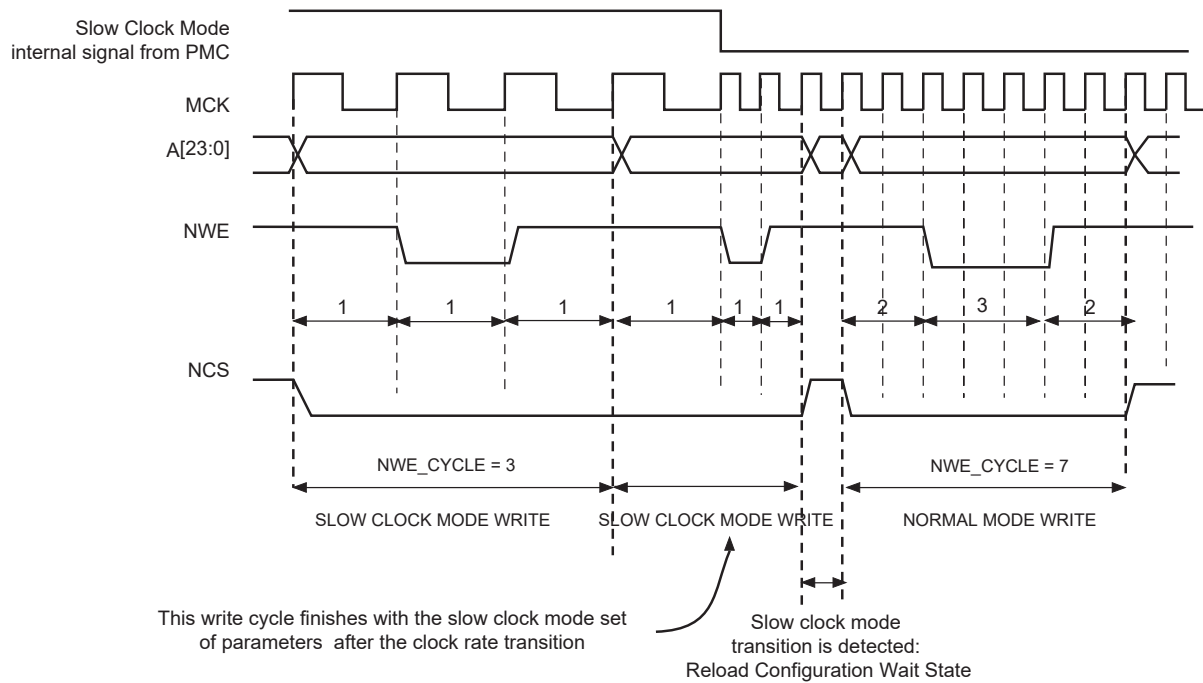 Slow Clock Mode
internal signal from PMC
MCK
A[23:0]
NWE
1 1 1 1 1 1 2 3 2
NCS
NWE_CYCLE = 3 NWE_CYCLE = 7
SLOW CLOCK MODE WRITE SLOW CLOCK MODE WRITE NORMAL MODE WRITE
This write cycle finishes with the slow clock mode set
of parameters after the clock rate transition
Slow clock mode
transition is detected:
Reload Configuration Wait State